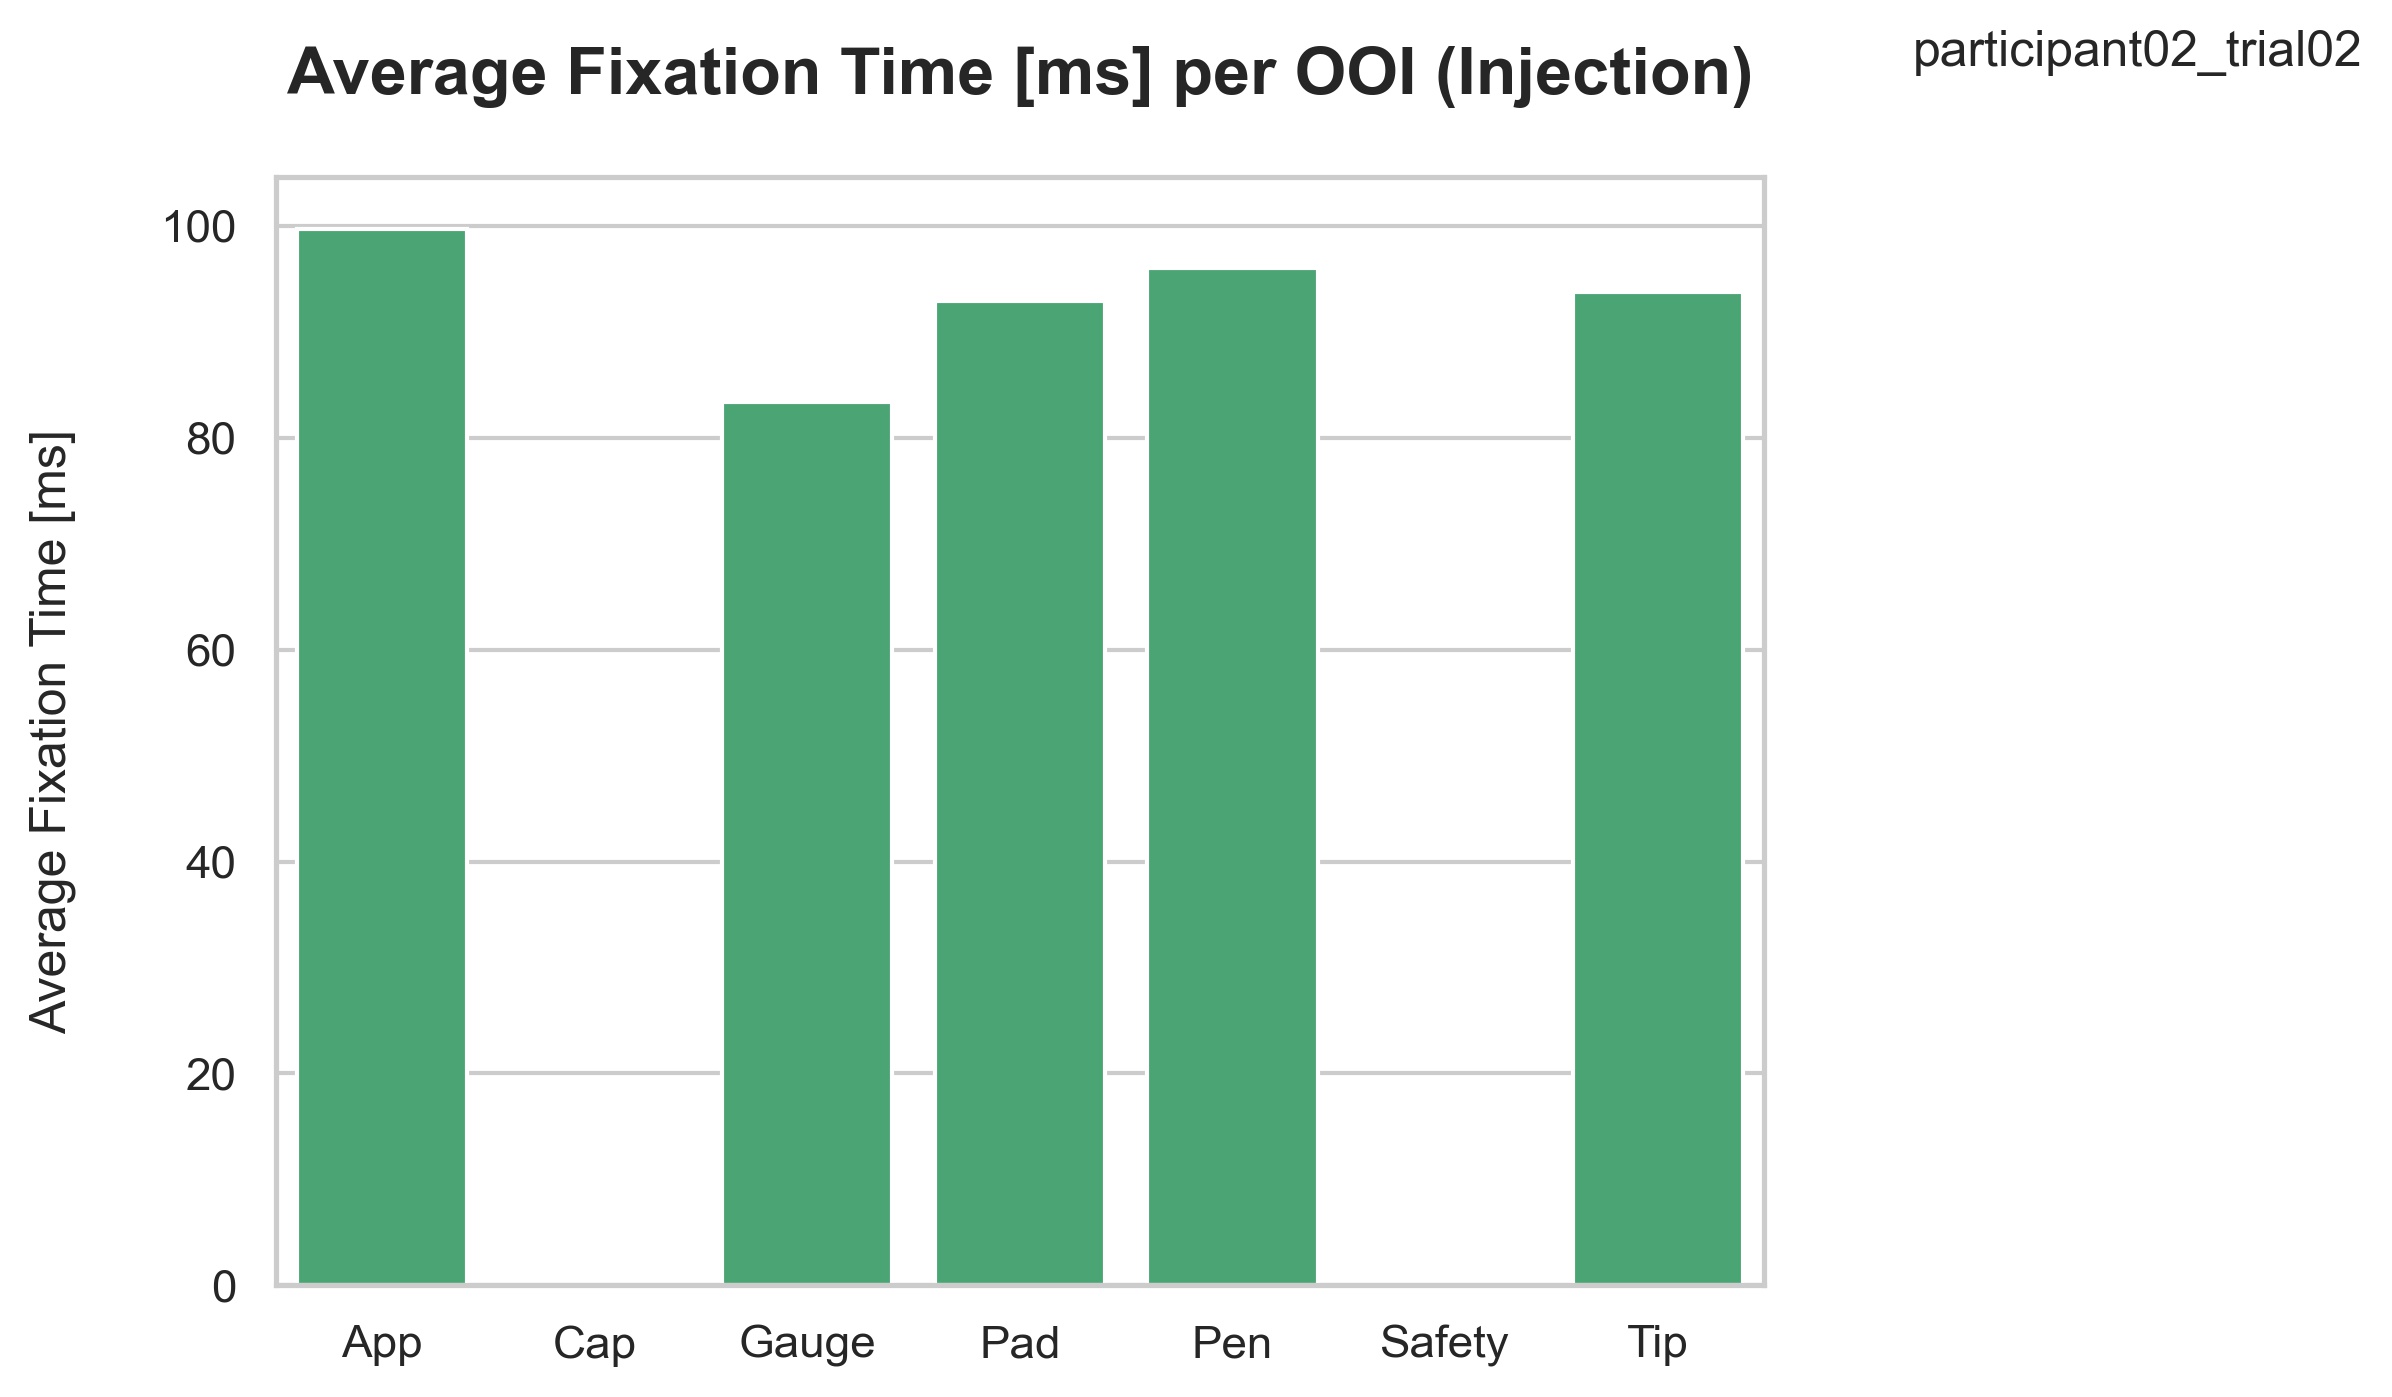 Average Fixation Time [ms] per OOI (Injection)
participant02_trial02
Average Fixation Time [ms]
100
80
60
40
20
0
App Cap Gauge Pad Pen Safety Tip